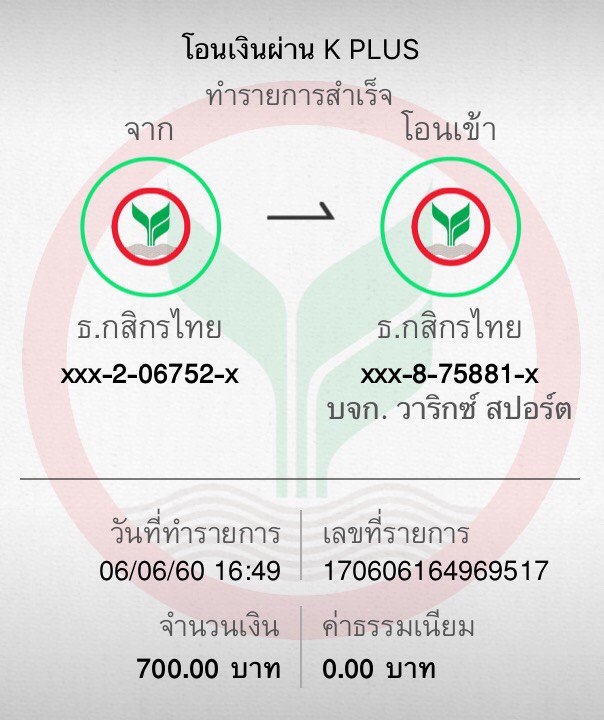 โอนเงินผ่าน K PLUS
ทำรายการสำเร็จ
จาก
โอนเข้า
ธ.กสิกรไทย
ธ.กสิกรไทย
xxx-2-06752-x
xxx-8-75881-x
บจก. วาริกซ์ สปอร์ต
วันที่ทำรายการ
เลขที่รายการ
06/06/60 16:49
170606164969517
จำนวนเงิน
ค่าธรรมเนียม
700.00 บาท
0.00 บาท